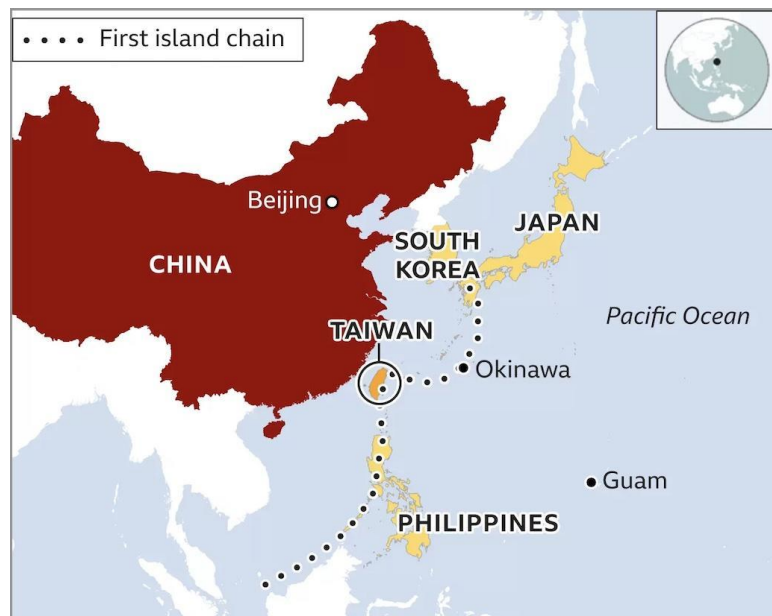 First island chain
Beijing
CHINA
SOUTH
KOREA
JAPAN
Pacific Ocean
TAIWAN
Okinawa
Guam
PHILIPPINES